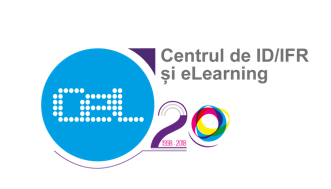 Centrul de ID/IFR
și eLearning
CEL
20
1998 - 2018